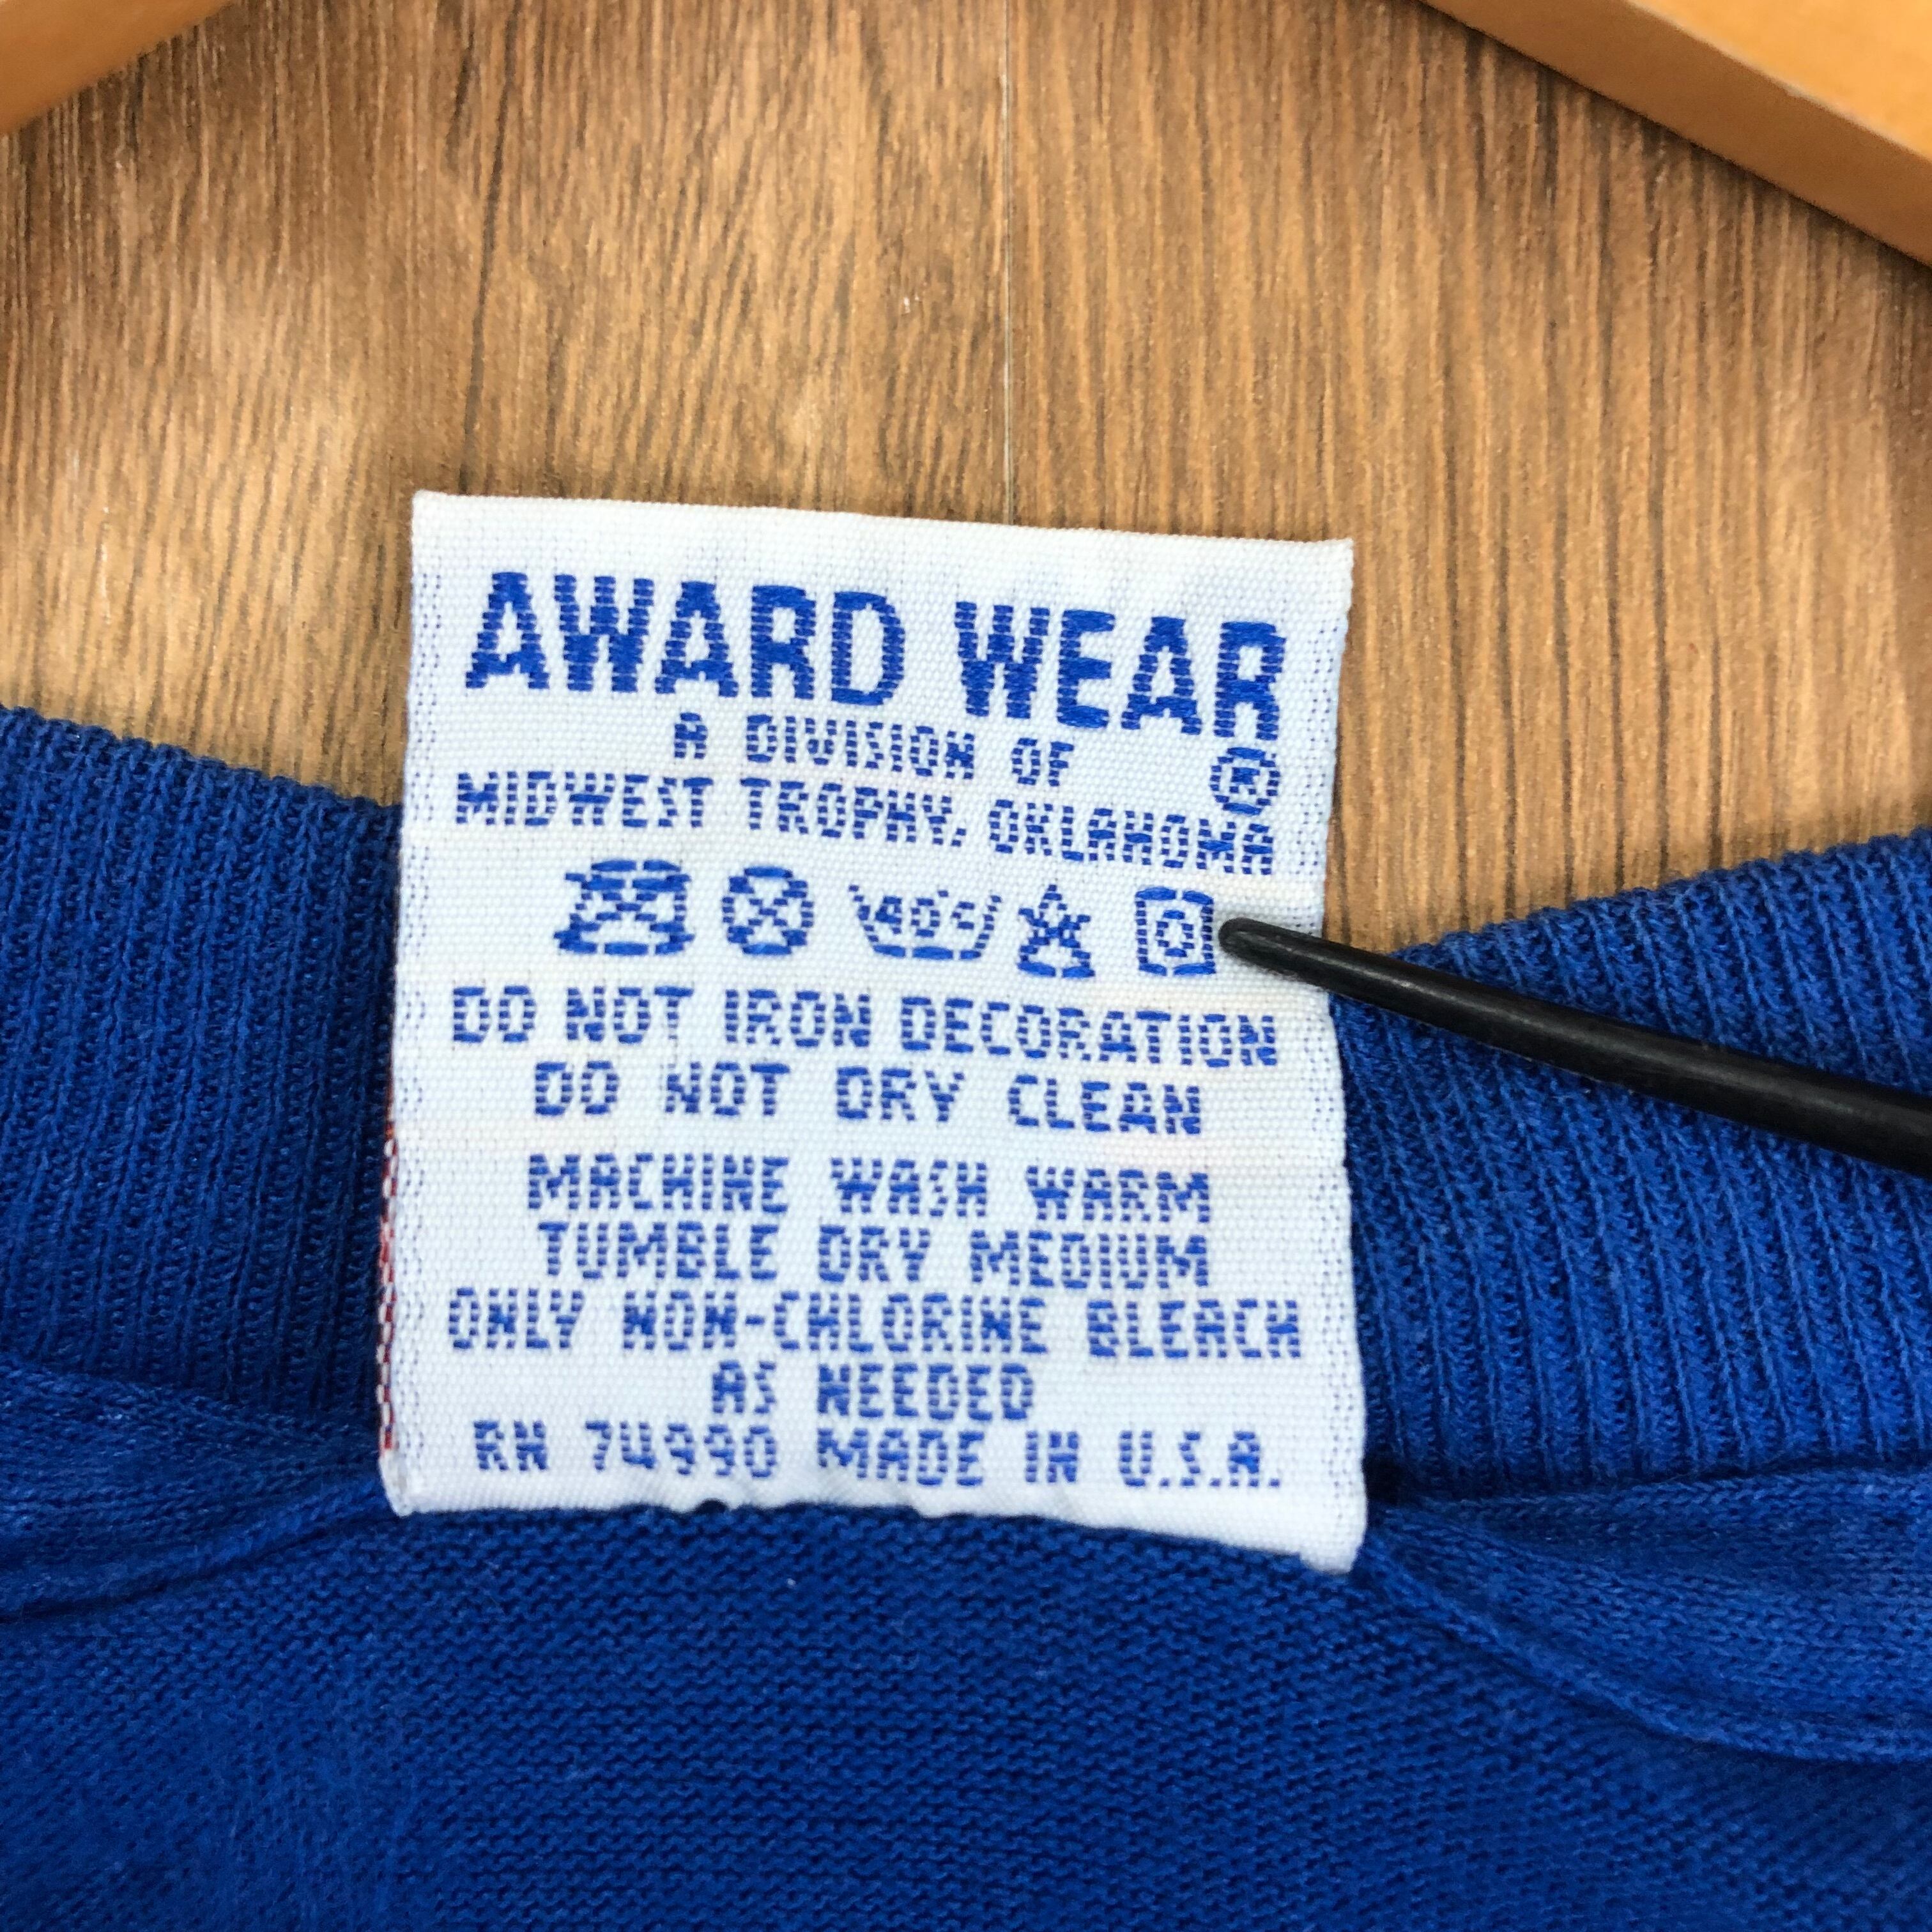 AWARD WEAR
A DIVISION OF ®
MIDWEST TROPHY, OKLAHOMA
40°C
DO NOT IRON DECORATION
DO NOT DRY CLEAN
MACHINE WASH WARM
TUMBLE DRY MEDIUM
ONLY NON-CHLORINE BLEACH
AS NEEDED
RN 74990 MADE IN U.S.A.